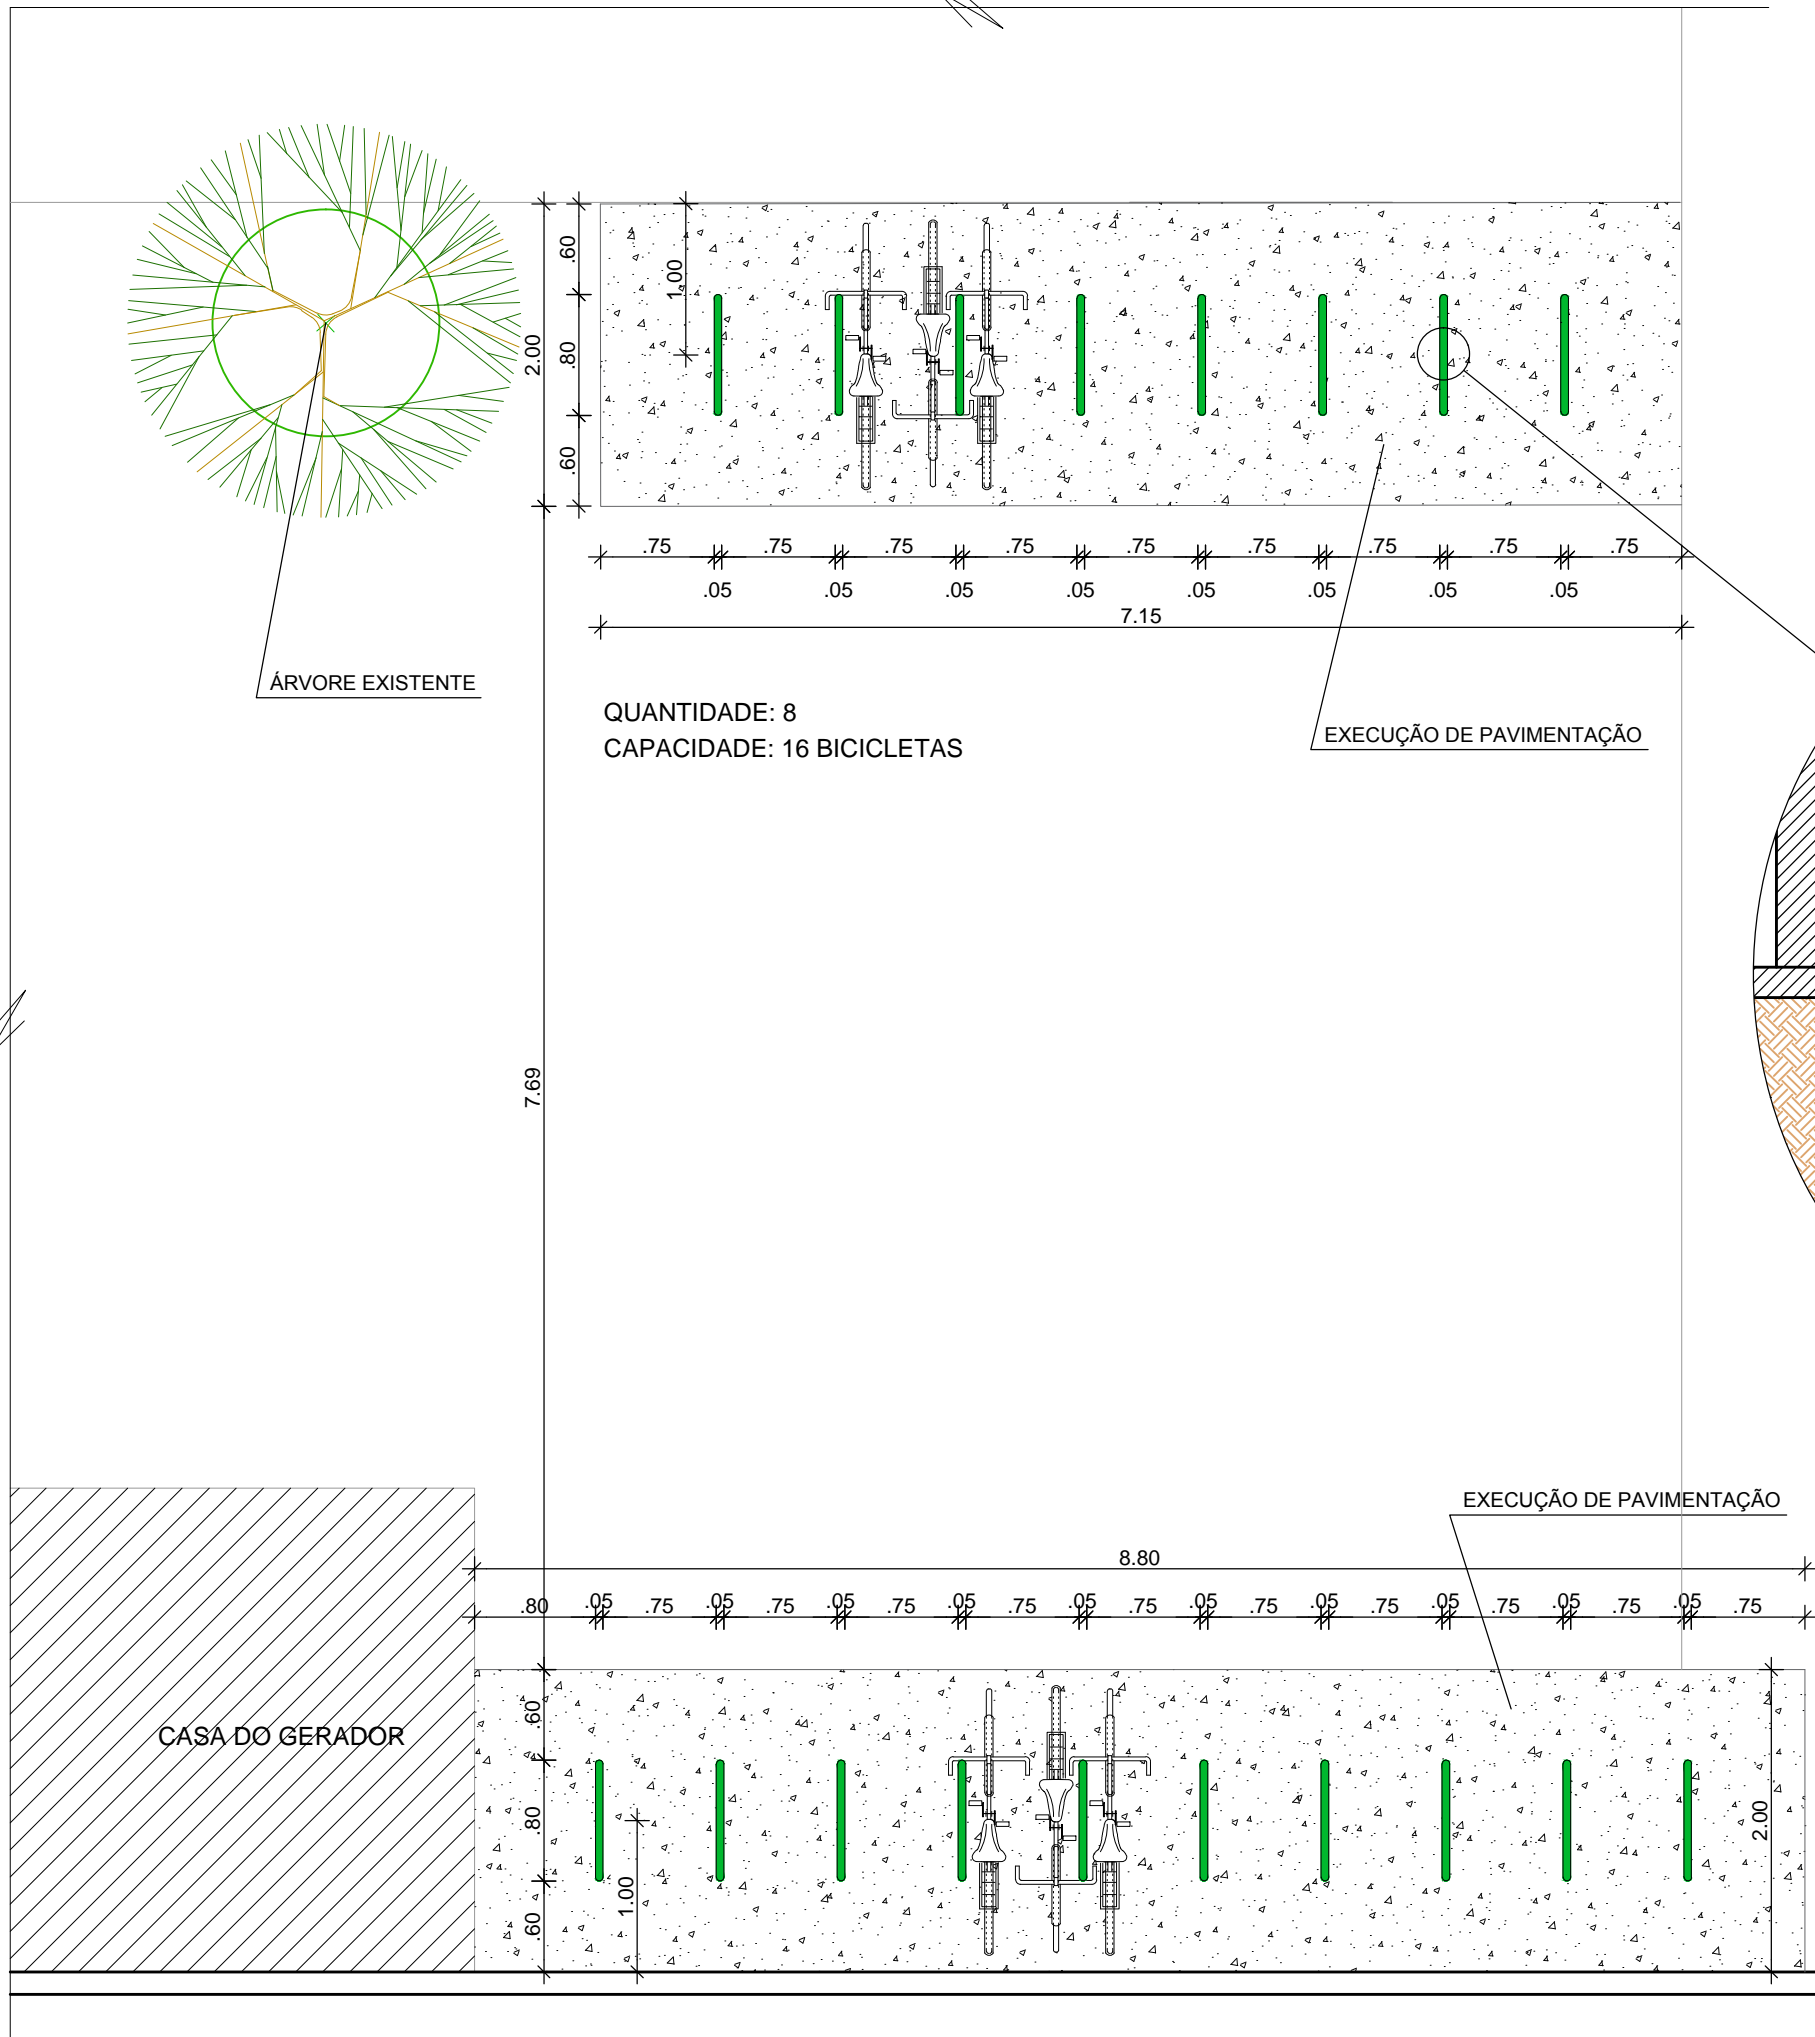 .60
1.00
2.00
.80
.60
.75 .75 .75 .75 .75 .75 .75 .75 .75
.05 .05 .05 .05 .05 .05 .05 .05
7.15
ÁRVORE EXISTENTE
QUANTIDADE: 8
CAPACIDADE: 16 BICICLETAS
EXECUÇÃO DE PAVIMENTAÇÃO
7.69
EXECUÇÃO DE PAVIMENTAÇÃO
8.80
.80 .05 .75 .05 .75 .05 .75 .05 .75 .05 .75 .05 .75 .05 .75 .05 .75 .05 .75 .05 .75
.60
CASA DO GERADOR
.80
2.00
1.00
.60